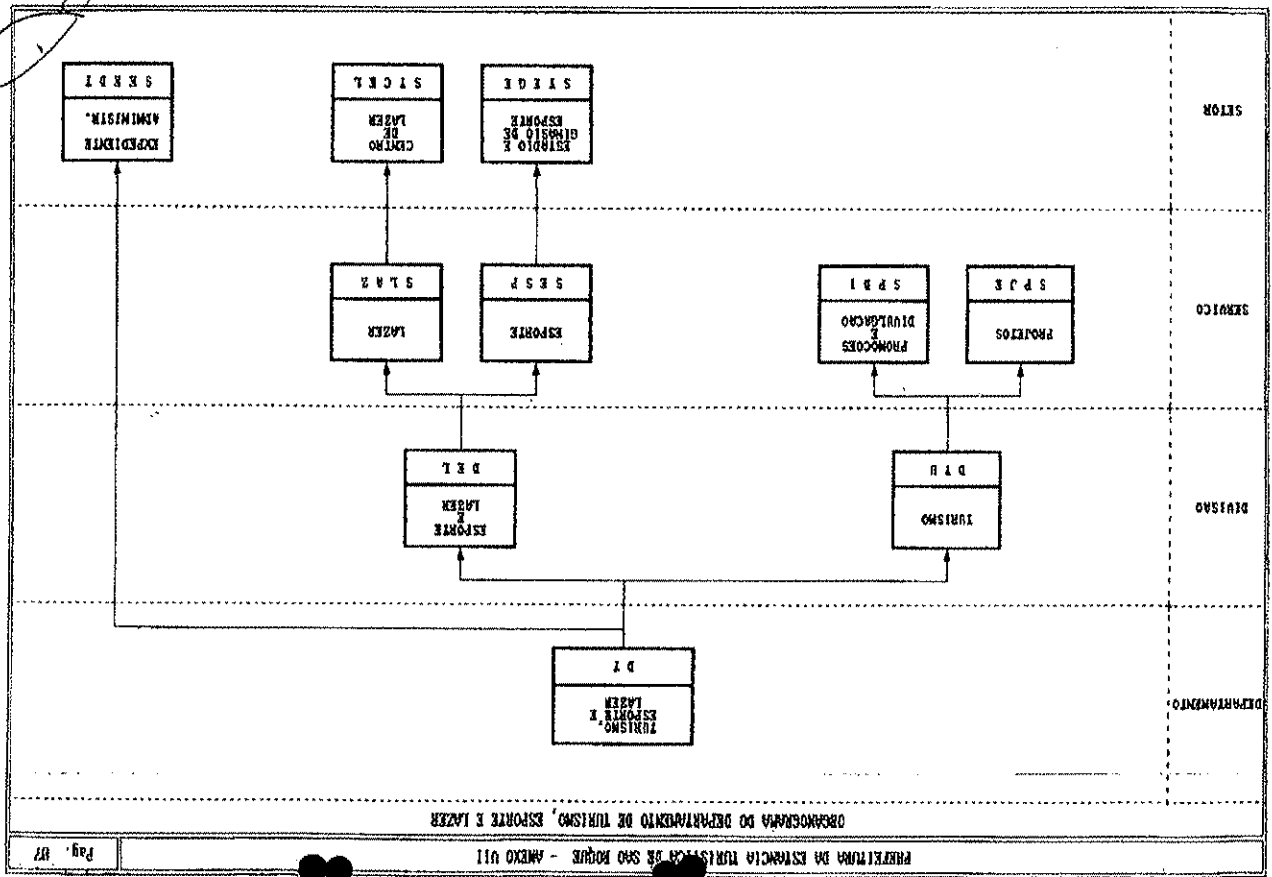 PREFEITURA DA ESTANCIA TURISTICA DE SAO ROQUE - ANEXO VII
Pag. 07
ORGANOGRAMA DO DEPARTAMENTO DE TURISMO, ESPORTE E LAZER
DEPARTAMENTO
TURISMO,
ESPORTE E
LAZER
D T
DIVISAO
TURISMO
D T U
ESPORTE
E
LAZER
D E L
SERVICO
PROJETOS
S P J E
PROMOCOES
E
DIVULGACAO
S P D I
ESPORTE
S E S P
LAZER
S L A Z
SETOR
ESTADIO E
GINASIO DE
ESPORTE
S T E G E
CENTRO
DE
LAZER
S T C E L
EXPEDIENTE
ADMINISTR.
S E E D T